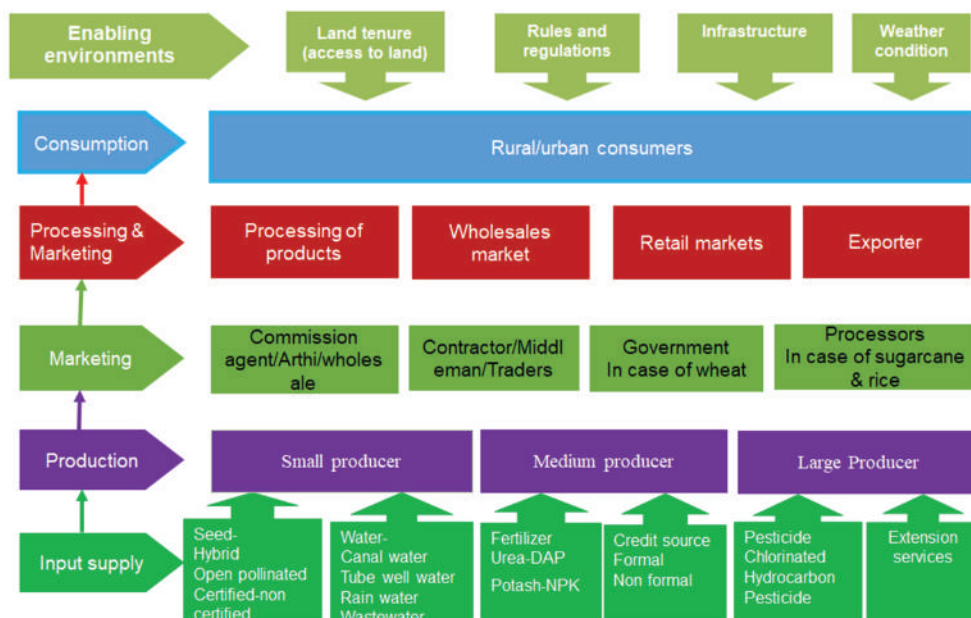 Enabling
environments
Land tenure
(access to land)
Rules and
regulations
Infrastructure
Weather
condition
Consumption
Rural/urban consumers
Processing &
Marketing
Processing of
products
Wholesales
market
Retail markets
Exporter
Marketing
Commission
agent/Arthi/wholes
ale
Contractor/Middl
eman/Traders
Government
In case of wheat
Processors
In case of sugarcane
& rice
Production
Small producer
Medium producer
Large Producer
Input supply
Seed-
Hybrid
Open pollinated
Certified-non
certified
Water-
Canal water
Tube well water
Rain water
Wastewater
Fertilizer
Urea-DAP
Potash-NPK
Credit source
Formal
Non formal
Pesticide
Chlorinated
Hydrocarbon
Pesticide
Extension
services